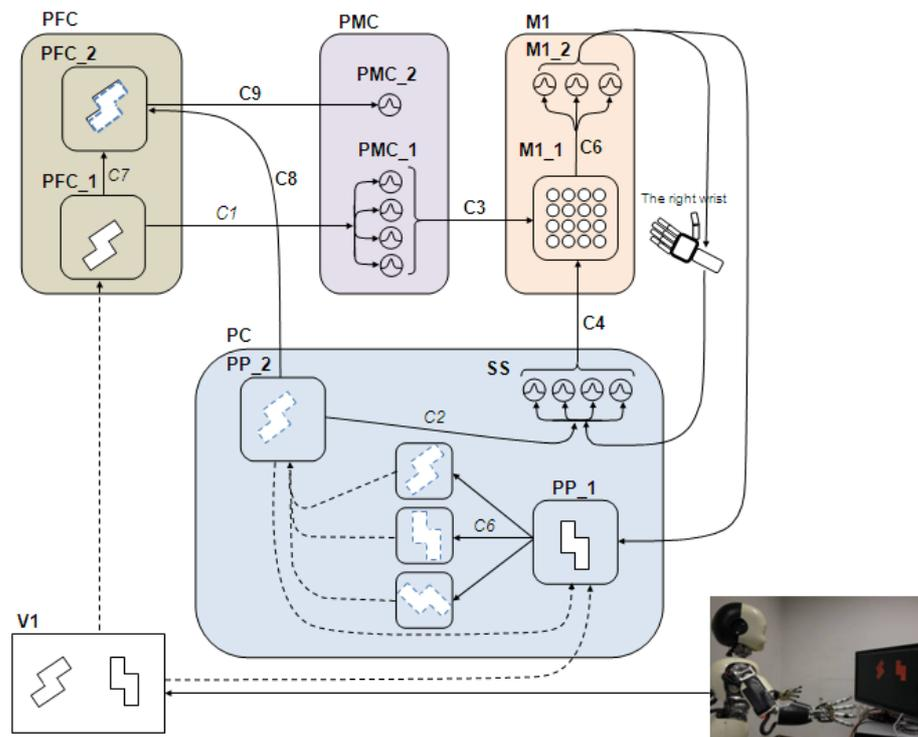 PFC
PMC
M1
PFC_2
M1_2
PMC_2
C9
PMC_1
M1_1
C6
C8
PFC_1
C7
The right wrist
C1
C3
C4
PC
PP_2
SS
C2
PP_1
C6
V1